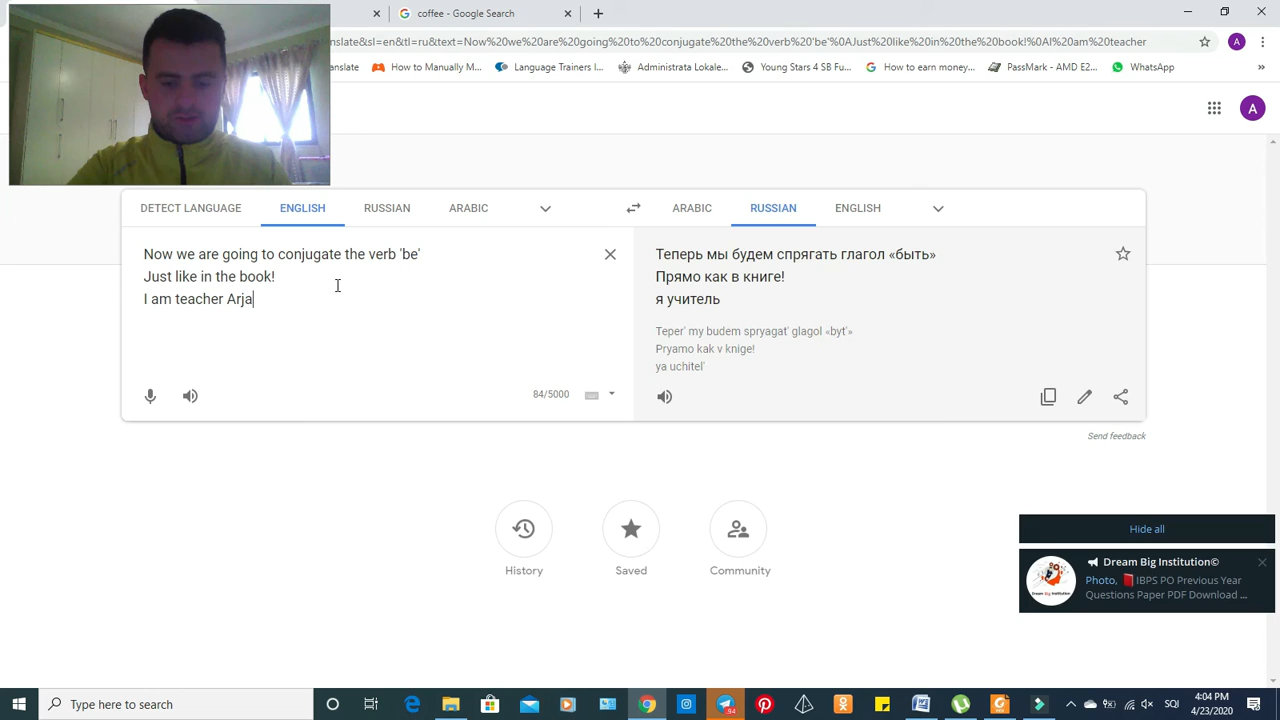 coffee - Google Search
nslate&sl=en&tl=ru&text=Now%20we%20are%20going%20to%20conjugate%20the%20verb%20'be'%0AJust%20like%20in%20the%20book!%0AI%20am%20teacher
anslate
How to Manually M...
Language Trainers I...
Administrata Lokale...
Young Stars 4 SB Fu...
How to earn money...
PassMark - AMD E2...
WhatsApp
»
A
A
DETECT LANGUAGE
ENGLISH
RUSSIAN
ARABIC
ARABIC
RUSSIAN
ENGLISH
Now we are going to conjugate the verb 'be'
Just like in the book!
I am teacher Arja
84/5000
Теперь мы будем спрягать глагол «быть»
Прямо как в книге!
я учитель
Teper' my budem spryagat' glagol «byt'»
Pryamo kak v knige!
ya uchitel'
Send feedback
History
Saved
Community
Hide all
Dream Big Institution©
Photo, 📕 IBPS PO Previous Year
Questions Paper PDF Download ...
Type here to search
94
SQI
4:04 PM
4/23/2020